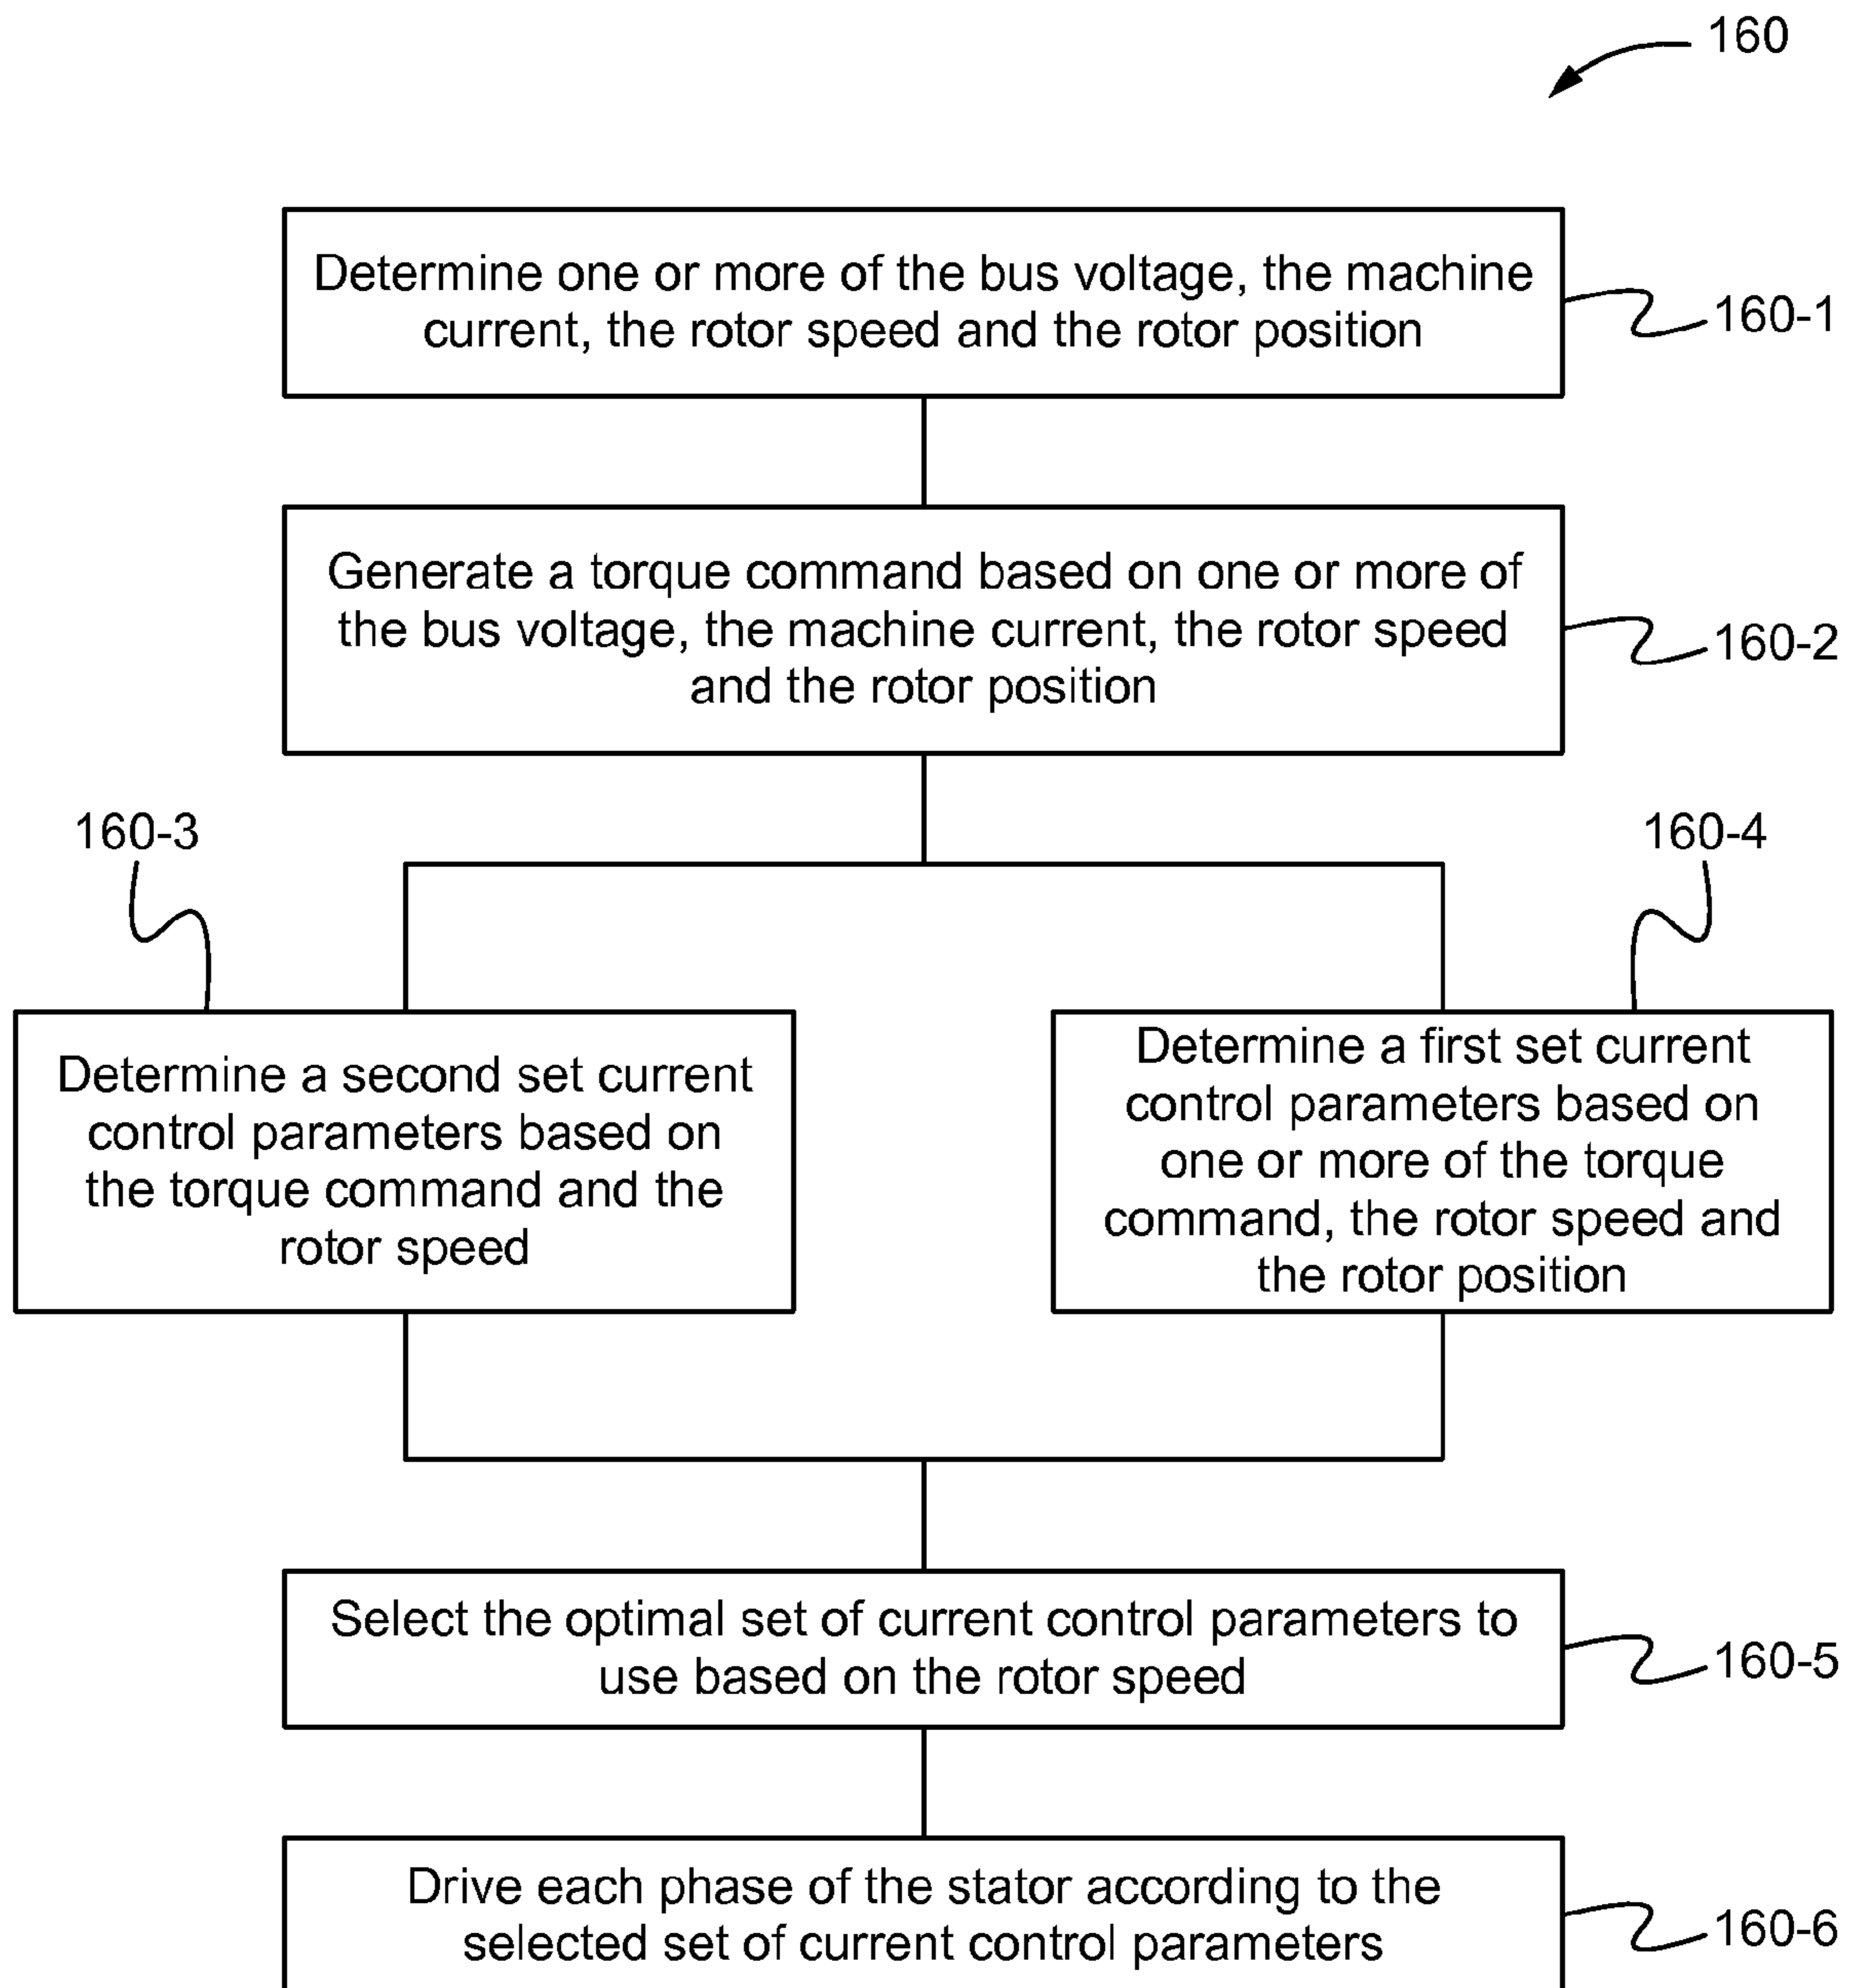 160
Determine one or more of the bus voltage, the machine
current, the rotor speed and the rotor position
160-1
Generate a torque command based on one or more of
the bus voltage, the machine current, the rotor speed
and the rotor position
160-2
160-3
160-4
Determine a second set current
control parameters based on
the torque command and the
rotor speed
Determine a first set current
control parameters based on
one or more of the torque
command, the rotor speed and
the rotor position
Select the optimal set of current control parameters to
use based on the rotor speed
160-5
Drive each phase of the stator according to the
selected set of current control parameters
160-6